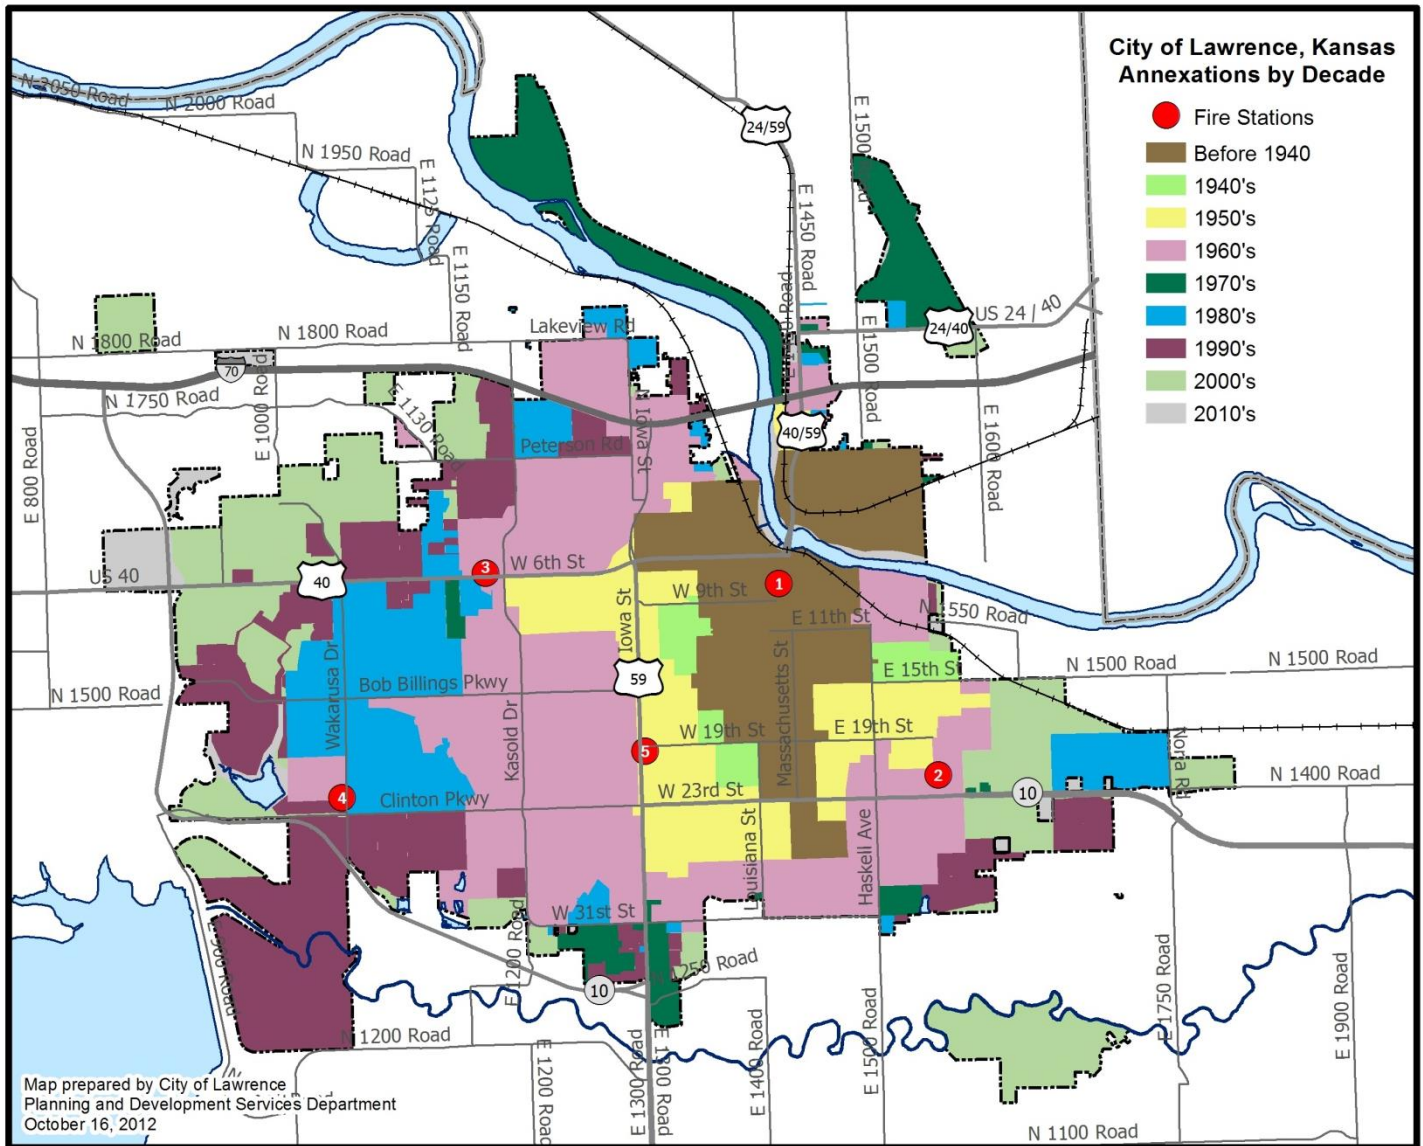 City of Lawrence, Kansas
Annexations by Decade
Fire Stations
Before 1940
1940's
1950's
1960's
1970's
1980's
1990's
2000's
2010's
N 2050 Road
N 2000 Road
24/59
E 1500
N 1950 Road
E 1125 Road
E 1450 Road
E 1150 Road
US 24 / 40
24/40
Lakeview Rd
N 1800 Road
N 1800 Road
70
E 1500 Road
N 1750 Road
E 1000 Road
E 1130 Road
N Iowa St
40/59
E 1600 Road
E 800 Road
Peterson Rd
3
W 6th St
US 40
40
1
W 9th St
Iowa St
E 11th St
N 1550 Road
59
E 15th St
N 1500 Road
N 1500 Road
N 1500 Road
Bob Billings Pkwy
Wakarusa Dr
Kasold Dr
Massachusetts St
W 19th St
E 19th St
5
2
Noria Rd
N 1400 Road
4
Clinton Pkwy
W 23rd St
10
Louisiana St
Haskell Ave
W 31st St
E 900 Road
E 1200 Road
10
N 1250 Road
E 1750 Road
E 1900 Road
N 1200 Road
E 1200 Road
E 1300 Road
E 1300 Road
E 1400 Road
E 1500 Road
N 1100 Road
Map prepared by City of Lawrence
Planning and Development Services Department
October 16, 2012